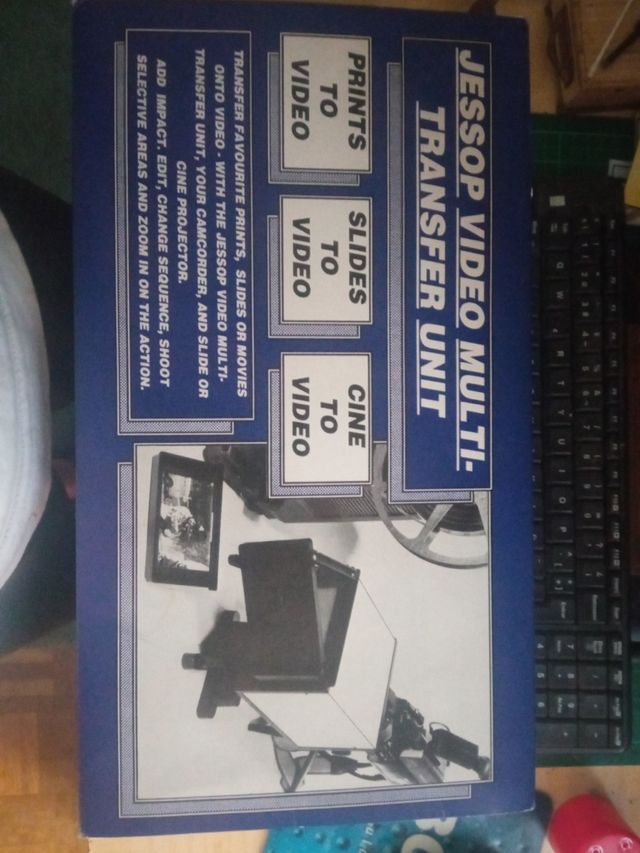 JESSOP VIDEO MULTI-
TRANSFER UNIT
PRINTS
TO
VIDEO
SLIDES
TO
VIDEO
CINE
TO
VIDEO
TRANSFER FAVOURITE PRINTS, SLIDES OR MOVIES
ONTO VIDEO - WITH THE JESSOP VIDEO MULTI-
TRANSFER UNIT, YOUR CAMCORDER, AND SLIDE OR
CINE PROJECTOR.
ADD IMPACT. EDIT, CHANGE SEQUENCE, SHOOT
SELECTIVE AREAS AND ZOOM IN ON THE ACTION.
Q W E R T Y U I O P